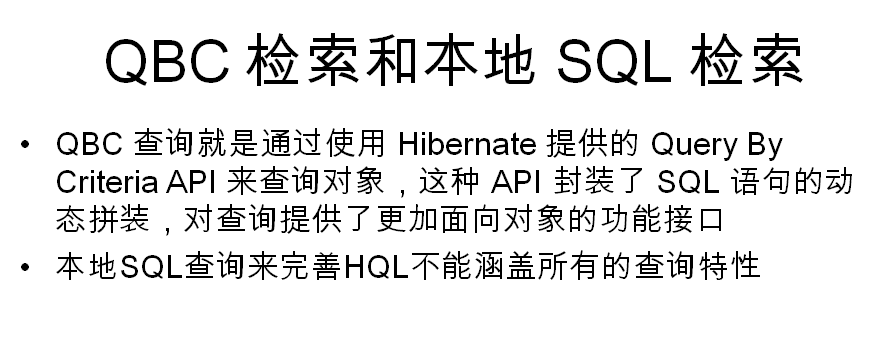 QBC 检索和本地 SQL 检索
• QBC 查询就是通过使用 Hibernate 提供的 Query By
Criteria API 来查询对象，这种 API 封装了 SQL 语句的动
态拼装，对查询提供了更加面向对象的功能接口
• 本地SQL查询来完善HQL不能涵盖所有的查询特性